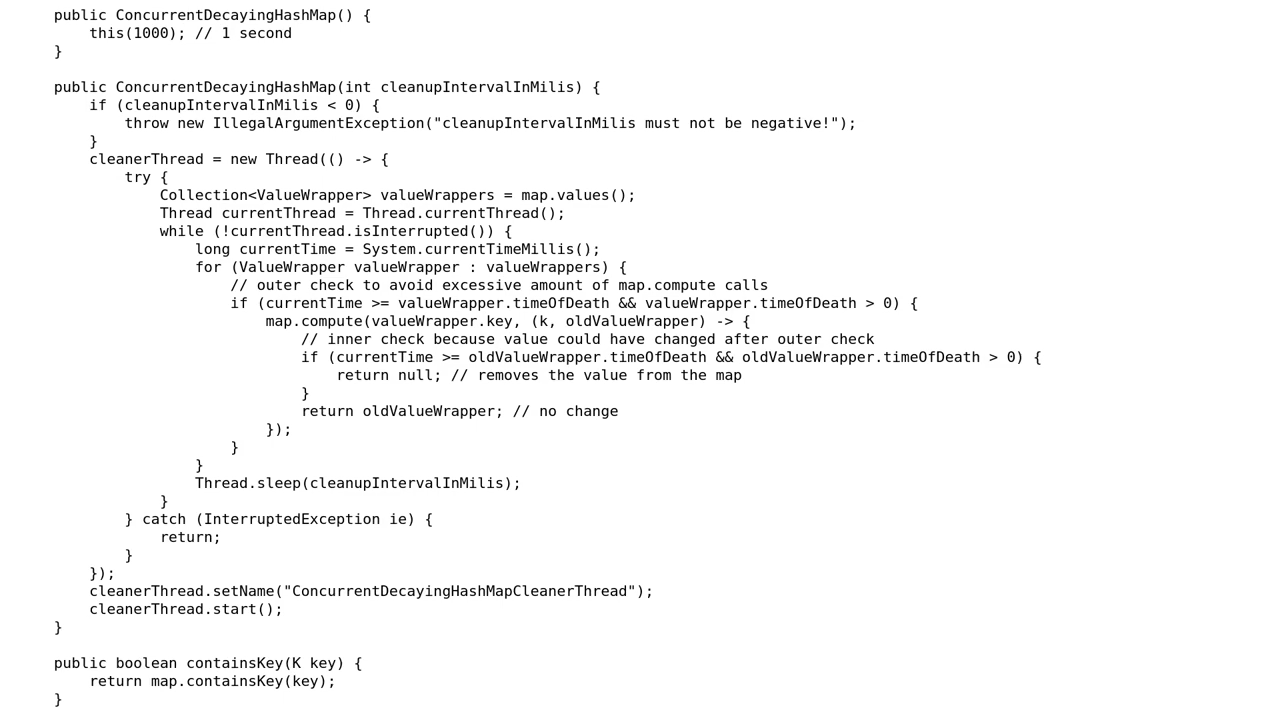 public ConcurrentDecayingHashMap() {
    this(1000); // 1 second
}

public ConcurrentDecayingHashMap(int cleanupIntervalInMilis) {
    if (cleanupIntervalInMilis < 0) {
        throw new IllegalArgumentException("cleanupIntervalInMilis must not be negative!");
    }
    cleanerThread = new Thread(() -> {
        try {
            Collection<ValueWrapper> valueWrappers = map.values();
            Thread currentThread = Thread.currentThread();
            while (!currentThread.isInterrupted()) {
                long currentTime = System.currentTimeMillis();
                for (ValueWrapper valueWrapper : valueWrappers) {
                    // outer check to avoid excessive amount of map.compute calls
                    if (currentTime >= valueWrapper.timeOfDeath && valueWrapper.timeOfDeath > 0) {
                        map.compute(valueWrapper.key, (k, oldValueWrapper) -> {
                            // inner check because value could have changed after outer check
                            if (currentTime >= oldValueWrapper.timeOfDeath && oldValueWrapper.timeOfDeath > 0) {
                                return null; // removes the value from the map
                            }
                            return oldValueWrapper; // no change
                        });
                    }
                }
                Thread.sleep(cleanupIntervalInMilis);
            }
        } catch (InterruptedException ie) {
            return;
        }
    });
    cleanerThread.setName("ConcurrentDecayingHashMapCleanerThread");
    cleanerThread.start();
}

public boolean containsKey(K key) {
    return map.containsKey(key);
}